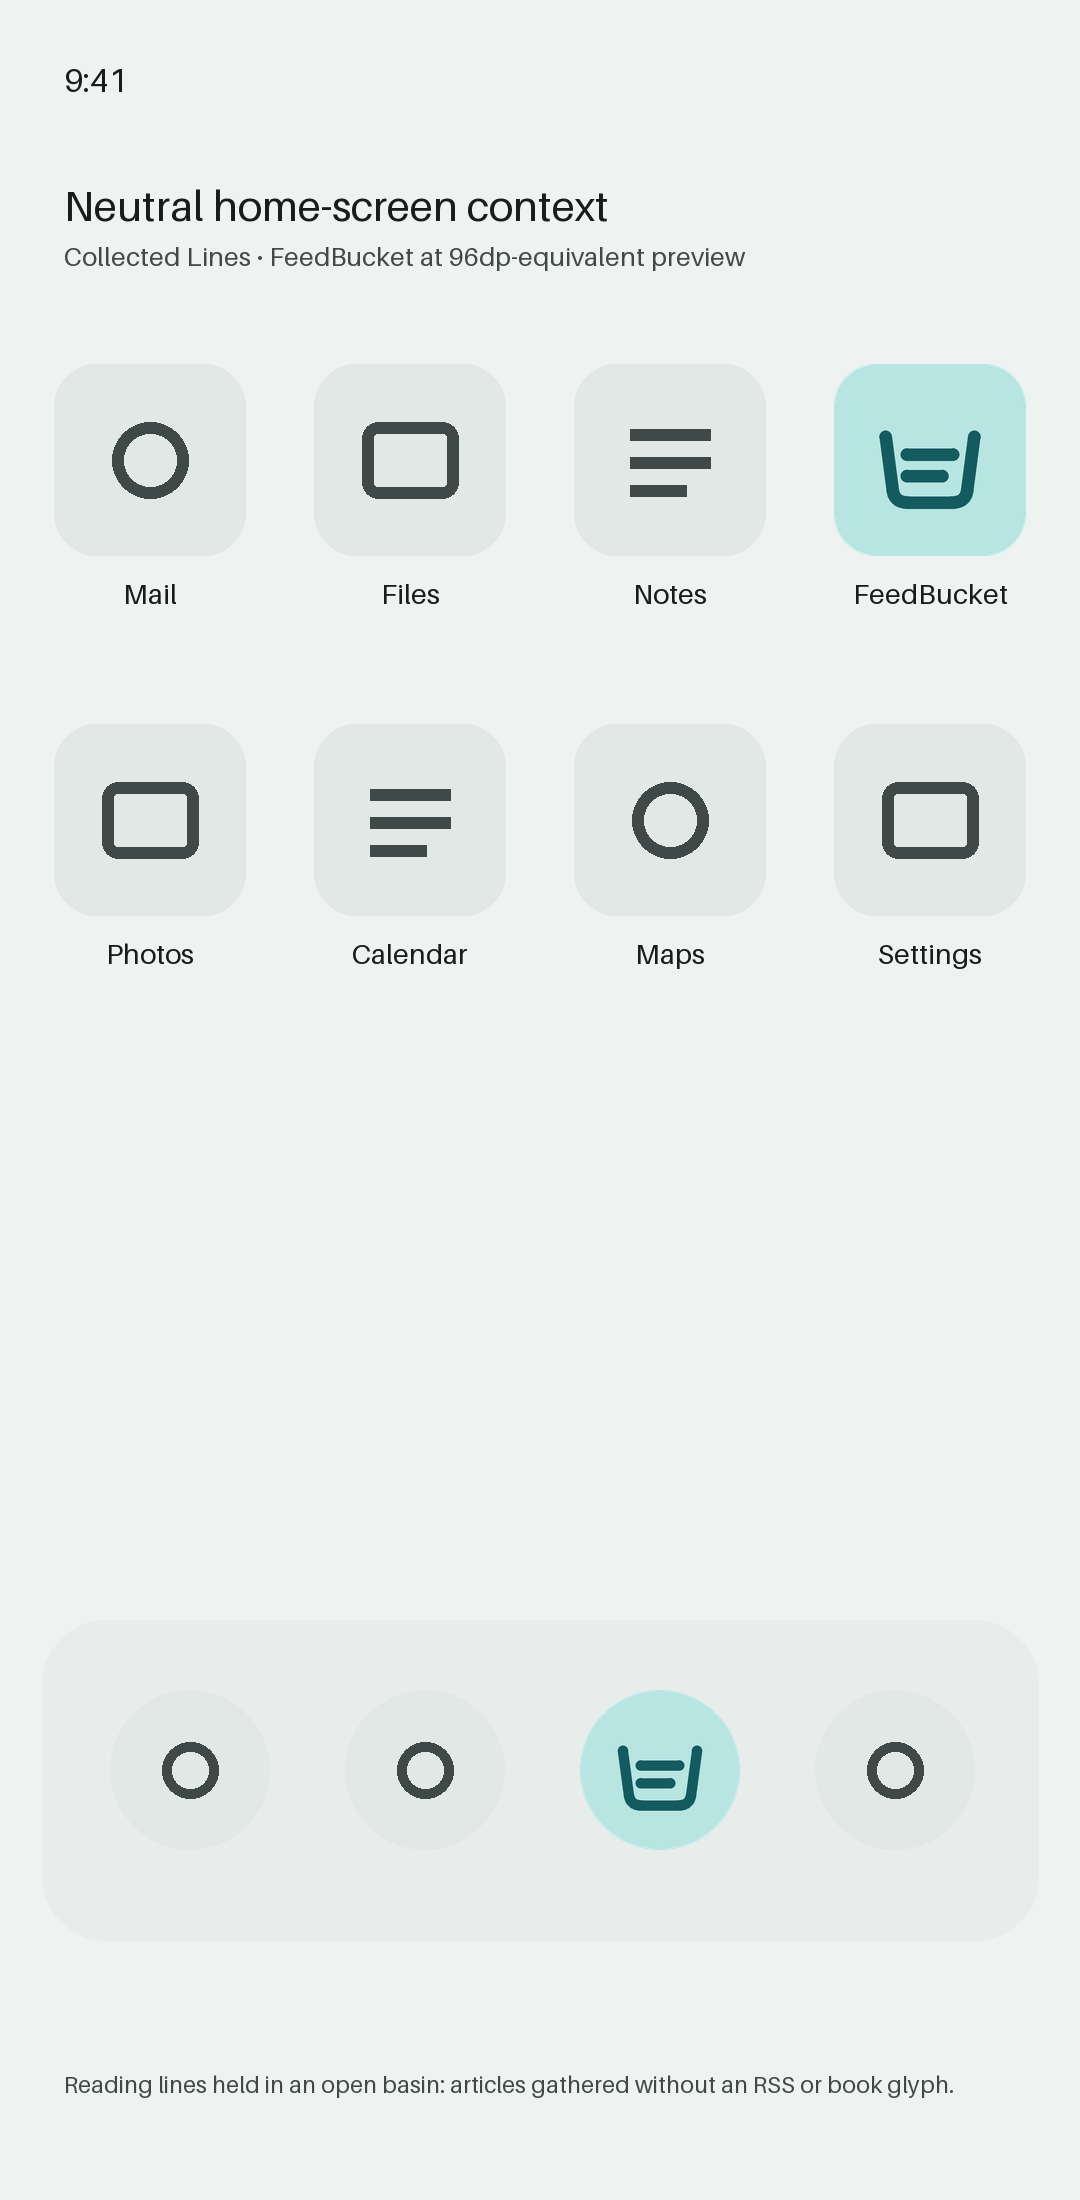 9:41
Neutral home-screen context
Collected Lines • FeedBucket at 96dp-equivalent preview
Mail
Files
Notes
FeedBucket
Photos
Calendar
Maps
Settings
Reading lines held in an open basin: articles gathered without an RSS or book glyph.